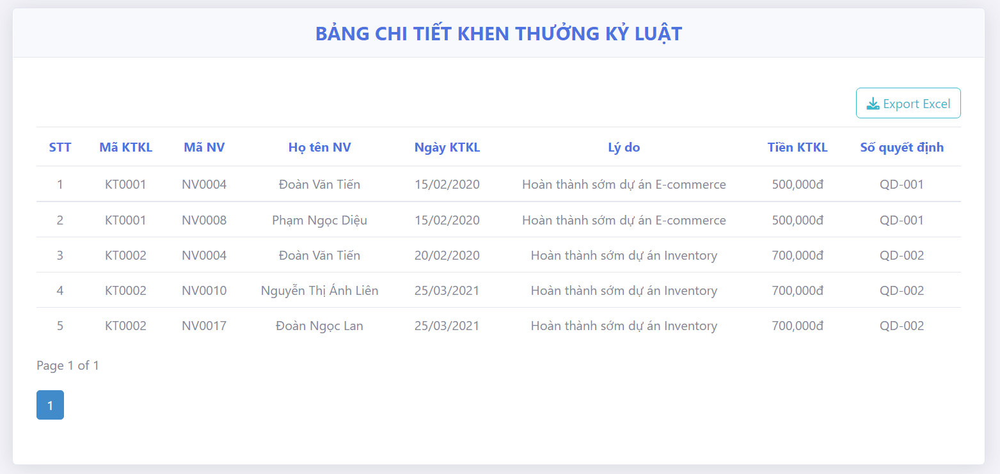 BẢNG CHI TIẾT KHEN THƯỞNG KỶ LUẬT
Export Excel
STT Mã KTKL Mã NV Họ tên NV Ngày KTKL Lý do Tiền KTKL Số quyết định
1 KT0001 NV0004 Đoàn Văn Tiến 15/02/2020 Hoàn thành sớm dự án E-commerce 500,000đ QD-001
2 KT0001 NV0008 Phạm Ngọc Diệu 15/02/2020 Hoàn thành sớm dự án E-commerce 500,000đ QD-001
3 KT0002 NV0004 Đoàn Văn Tiến 20/02/2020 Hoàn thành sớm dự án Inventory 700,000đ QD-002
4 KT0002 NV0010 Nguyễn Thị Ánh Liên 25/03/2021 Hoàn thành sớm dự án Inventory 700,000đ QD-002
5 KT0002 NV0017 Đoàn Ngọc Lan 25/03/2021 Hoàn thành sớm dự án Inventory 700,000đ QD-002
Page 1 of 1
1